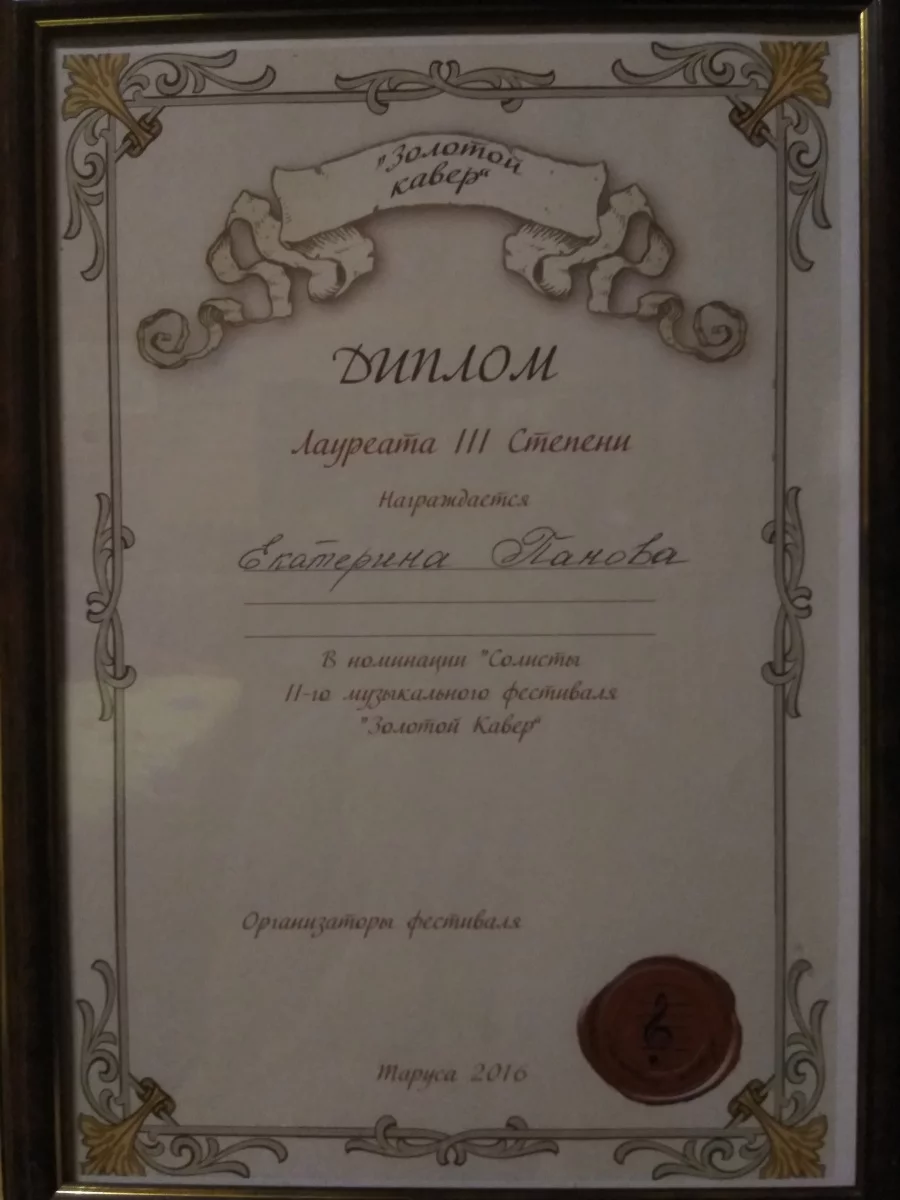 "Золотой
кавер"
Диплом
Лауреата III Степени
Награждается
Екатерина Панова
В номинации "Солисты
II-го музыкального фестиваля
"Золотой Кавер"
Организаторы фестиваля
Таруса 2016